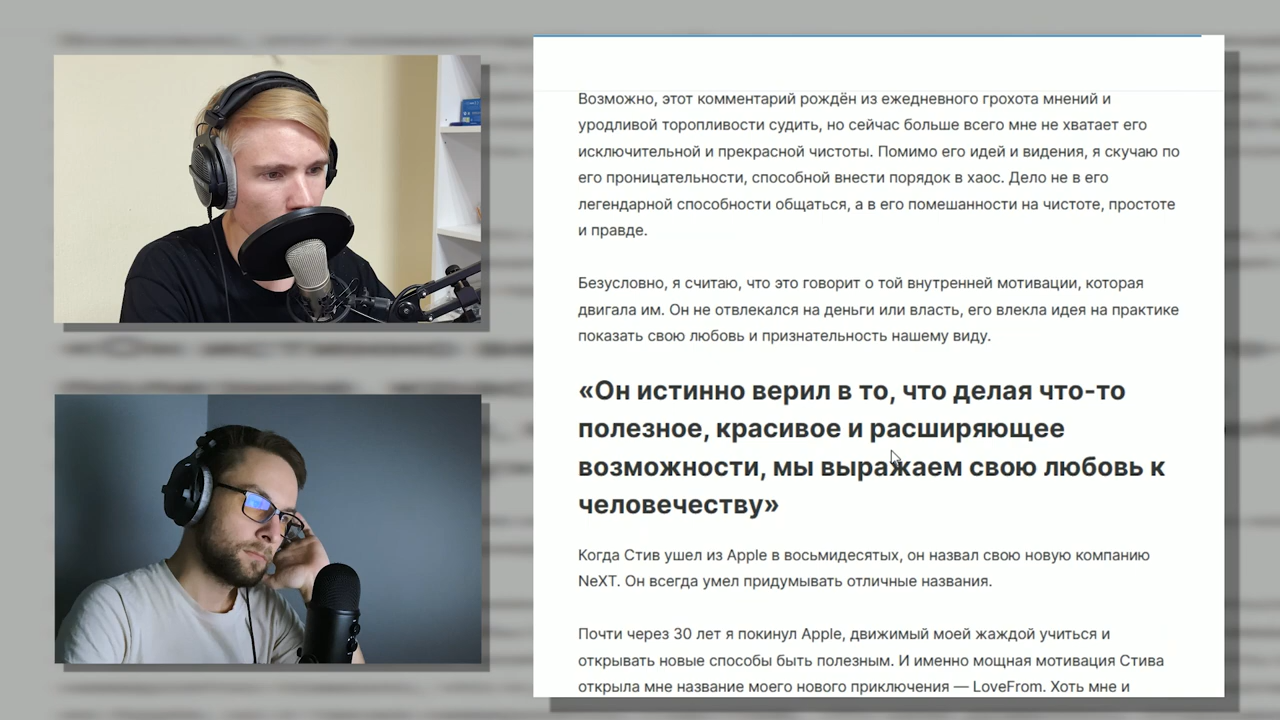 Возможно, этот комментарий рождён из ежедневного грохота мнений и
уродливой торопливости судить, но сейчас больше всего мне не хватает его
исключительной и прекрасной чистоты. Помимо его идей и видения, я скучаю по
его проницательности, способной внести порядок в хаос. Дело не в его
легендарной способности общаться, а в его помешанности на чистоте, простоте
и правде.
Безусловно, я считаю, что это говорит о той внутренней мотивации, которая
двигала им. Он не отвлекался на деньги или власть, его влекла идея на практике
показать свою любовь и признательность нашему виду.
«Он истинно верил в то, что делая что-то
полезное, красивое и расширяющее
возможности, мы выражаем свою любовь к
человечеству»
Когда Стив ушел из Apple в восьмидесятых, он назвал свою новую компанию
NeXT. Он всегда умел придумывать отличные названия.
Почти через 30 лет я покинул Apple, движимый моей жаждой учиться и
открывать новые способы быть полезным. И именно мощная мотивация Стива
открыла мне название моего нового приключения — LoveFrom. Хоть мне и